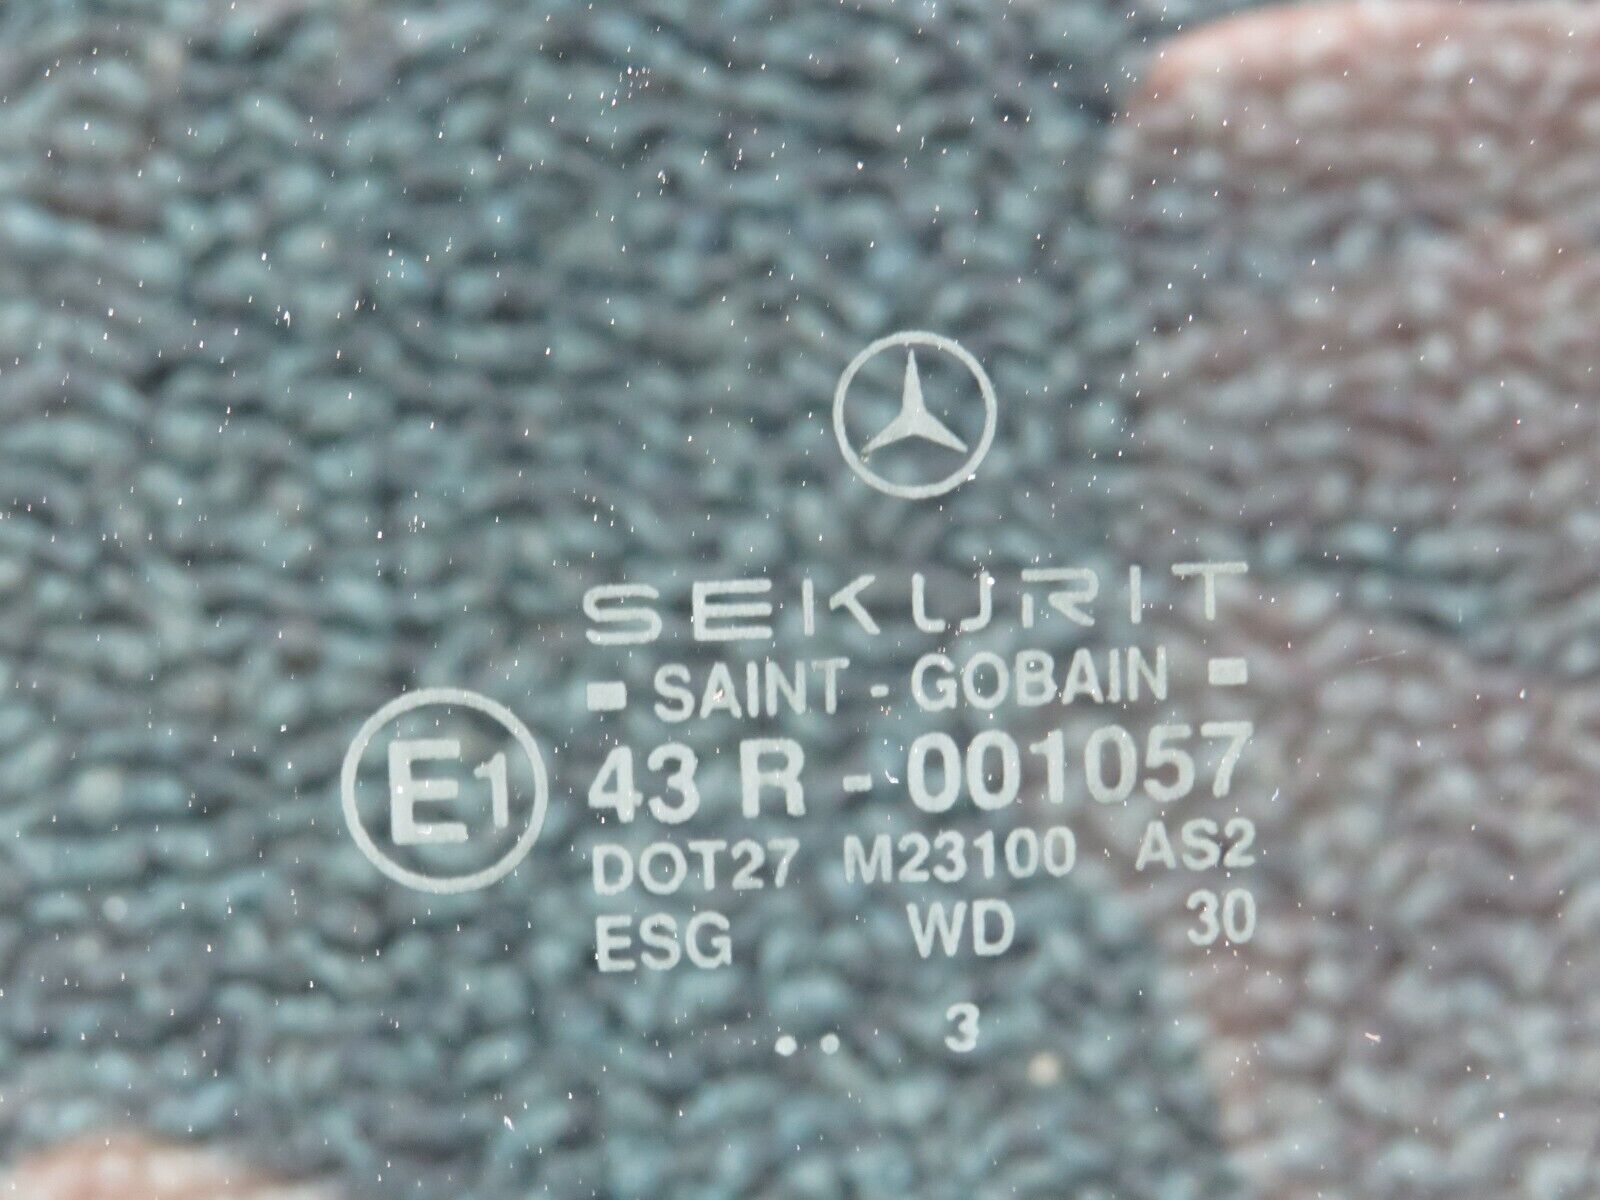 SEKURIT
SAINT - GOBAIN
E1
43 R - 001057
DOT27 M23100 AS2
ESG WD 30
.. 3